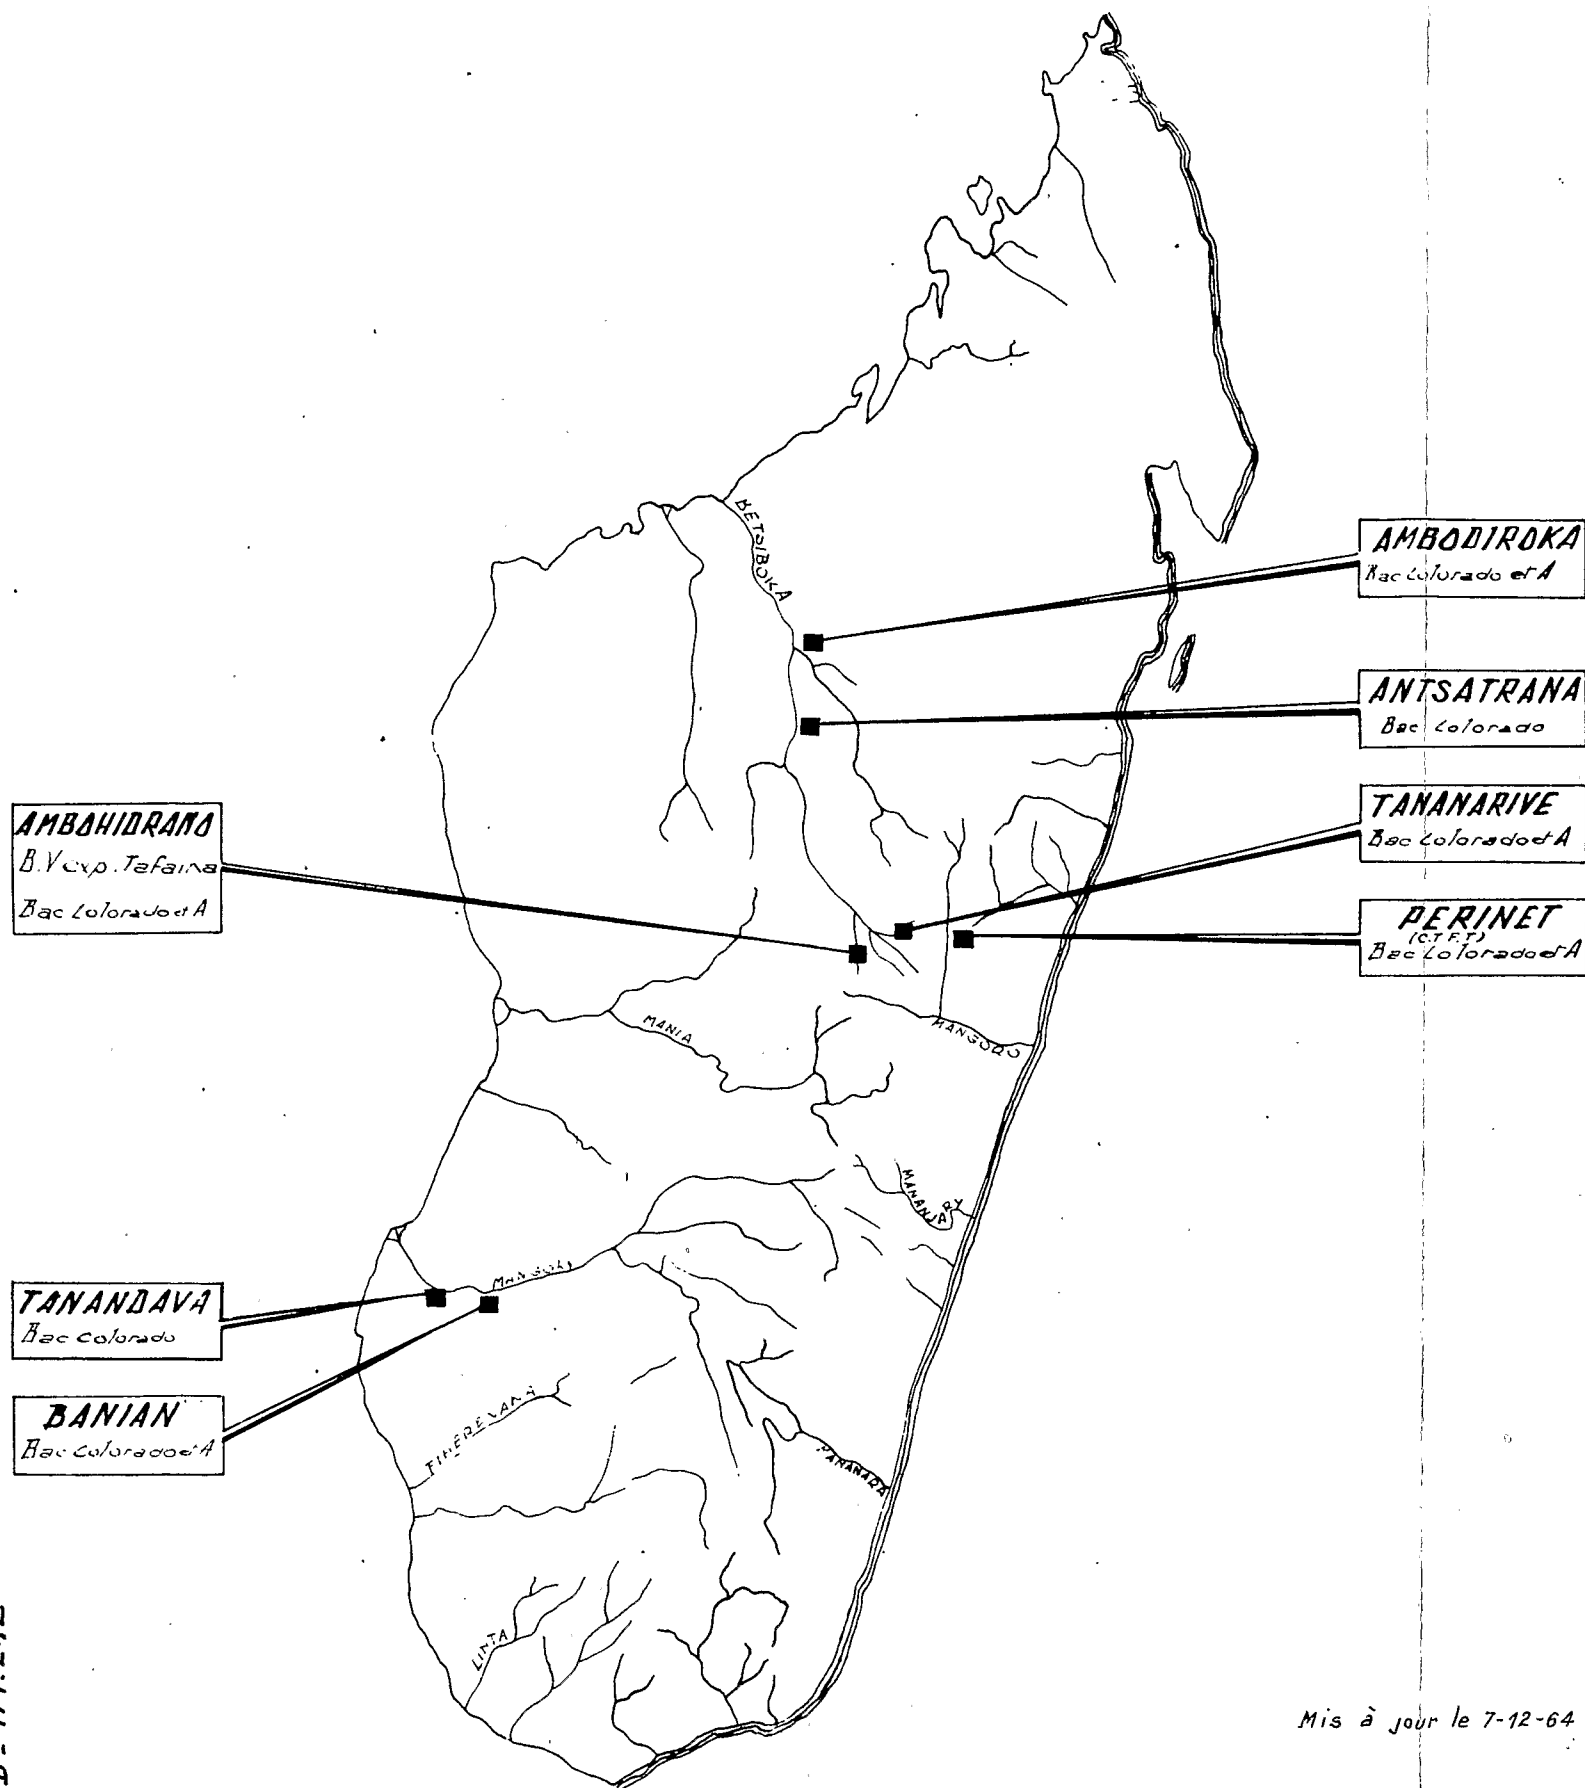 BETSIBOKA
AMBODIROKA
Bac Colorado et A
ANTSATRANA
Bac Colorado
TANANARIVE
Bac Colorado et A
PERINET
(C.T.F.T)
Bac Colorado et A
AMBOHIDRANO
B.V exp. Tafaina
Bac Colorado et A
MANIA
MANGORO
MANANJARY
MANGOKY
TANANDAVA
Bac Colorado
BANIAN
Bac Colorado et A
FIHERENANA
MANANARA
LINTA
Mis à jour le 7-12-64